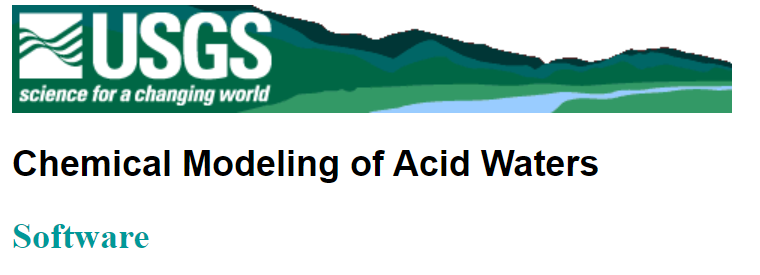 USGS
science for a changing world
Chemical Modeling of Acid Waters
Software